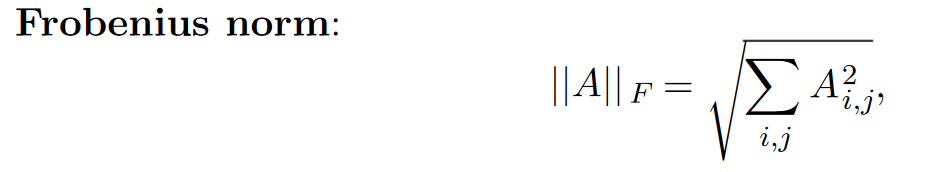 Frobenius norm:
||A||_F = \sqrt{\sum_{i,j} A_{i,j}^2},